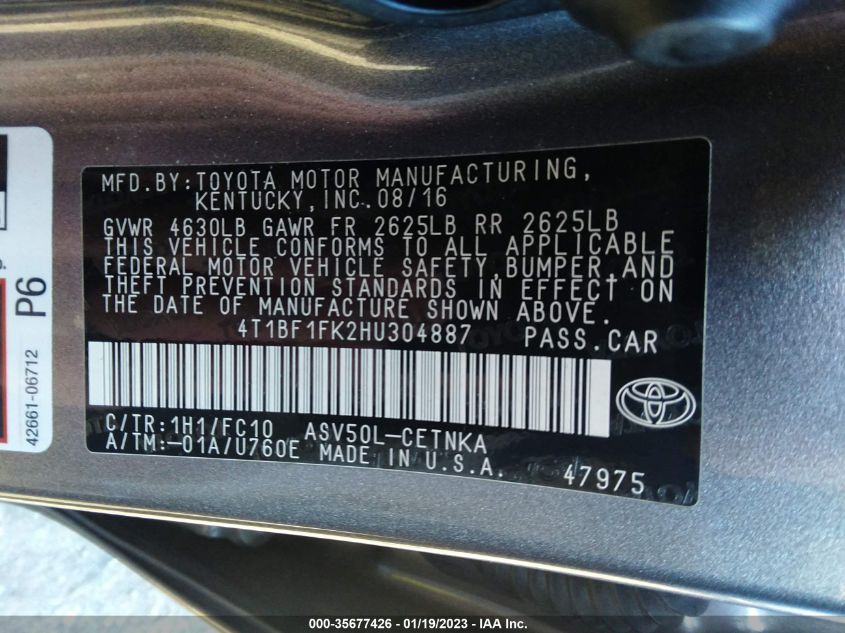 MFD.BY:TOYOTA MOTOR MANUFACTURING,
KENTUCKY,INC.08/16
GVWR 4630LB GAWR FR 2625LB RR 2625LB
THIS VEHICLE CONFORMS TO ALL APPLICABLE
FEDERAL MOTOR VEHICLE SAFETY,BUMPER,AND
THEFT PREVENTION STANDARDS IN EFFECT ON
THE DATE OF MANUFACTURE SHOWN ABOVE.
4T1BF1FK2HU304887 PASS.CAR
C/TR:1H1/FC10 ASV50L-CETNKA
A/TM:-01A/U760E MADE IN U.S.A.
47975
P6
42661-06712
000-35677426 - 01/19/2023 - IAA Inc.